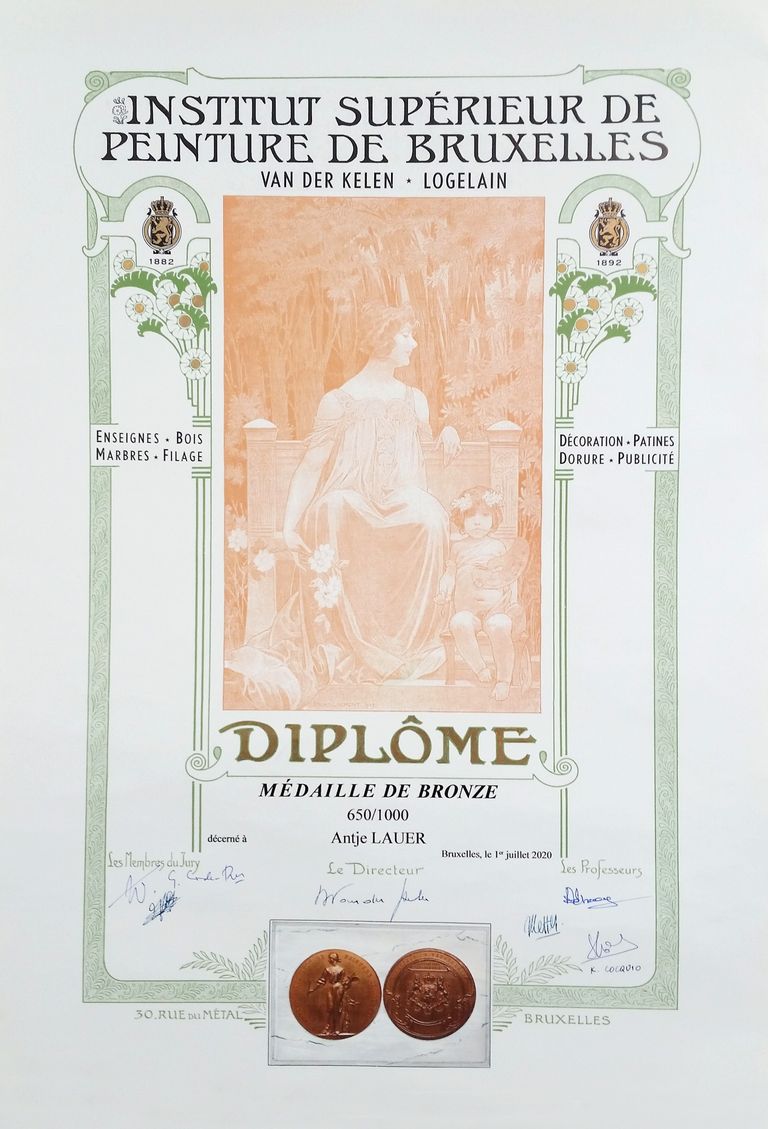 INSTITUT SUPÉRIEUR DE
PEINTURE DE BRUXELLES
VAN DER KELEN ⋆ LOGELAIN
1882
1892
ENSEIGNES ⋆ BOIS
MARBRES ⋆ FILAGE
DÉCORATION ⋆ PATINES
DORURE ⋆ PUBLICITÉ
DIPLÔME
MÉDAILLE DE BRONZE
650/1000
décerné à
Antje LAUER
Bruxelles, le 1er juillet 2020
Les Membres du Jury
Le Directeur
Les Professeurs
K. COCQUIO
30, RUE DU MÉTAL
BRUXELLES